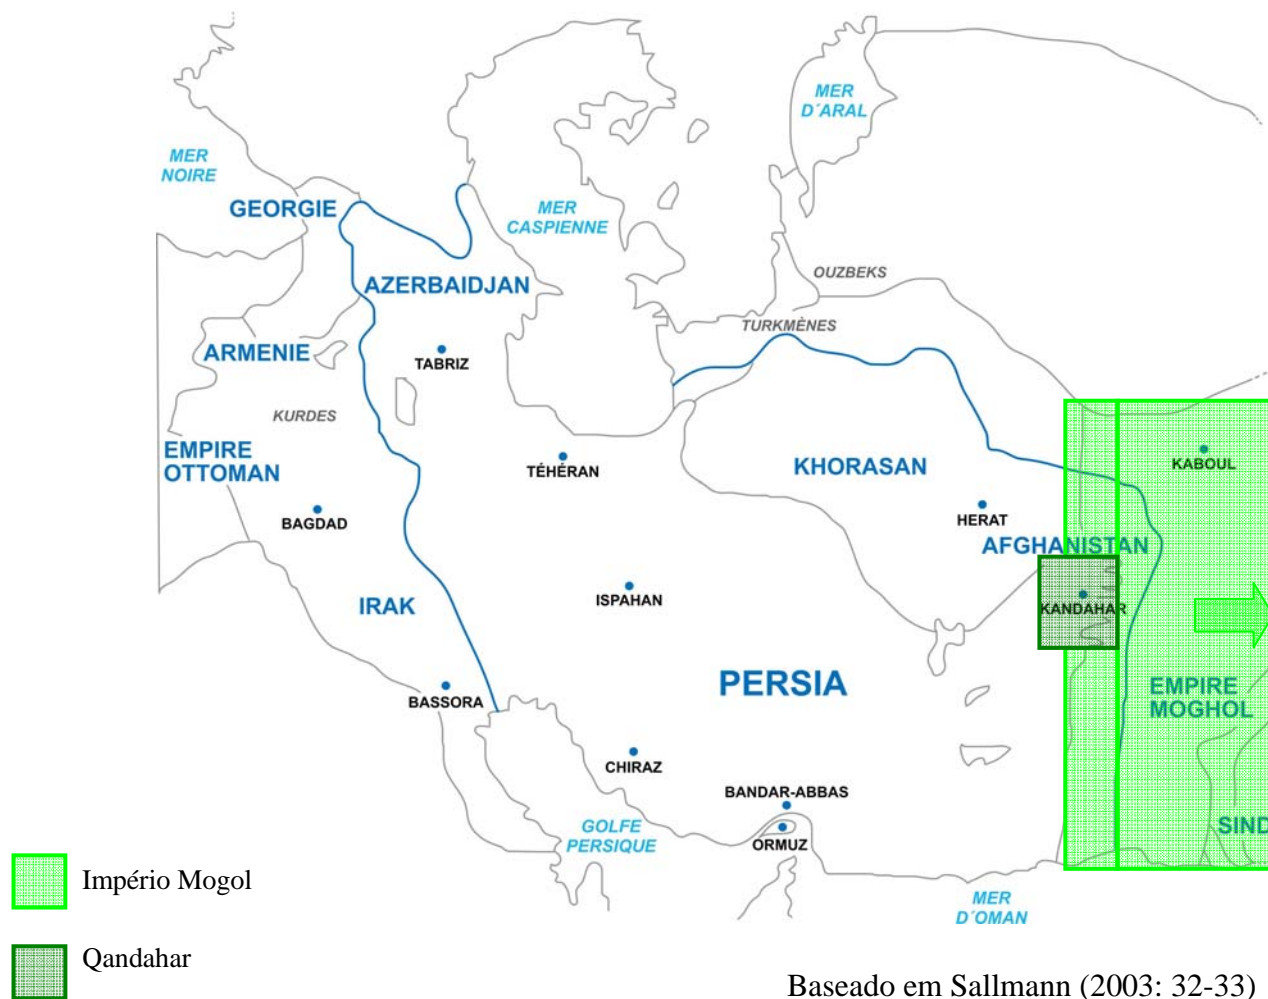 MER
D´ARAL
MER
NOIRE
GEORGIE
MER
CASPIENNE
OUZBEKS
AZERBAIDJAN
TURKMÈNES
ARMENIE
TABRIZ
KURDES
EMPIRE
OTTOMAN
TÉHÉRAN
KHORASAN
KABOUL
BAGDAD
HERAT
AFGHANISTAN
ISPAHAN
IRAK
KANDAHAR
PERSIA
EMPIRE
MOGHOL
BASSORA
CHIRAZ
BANDAR-ABBAS
GOLFE
PERSIQUE
ORMUZ
SIND
MER
D´OMAN
Império Mogol
Qandahar
Baseado em Sallmann (2003: 32-33)